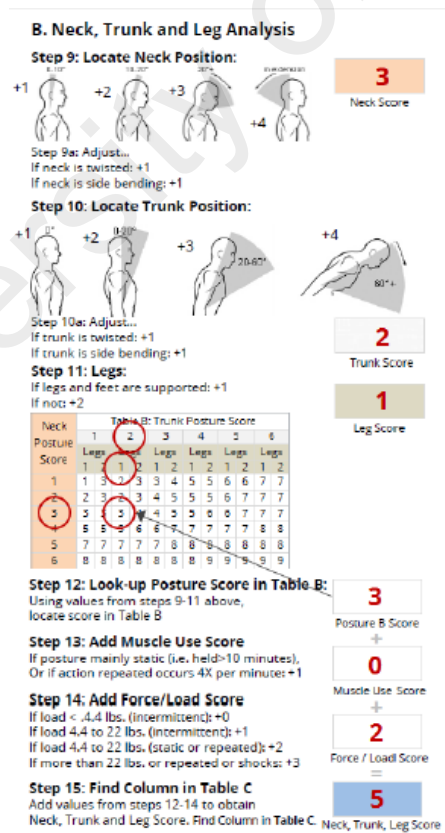 B. Neck, Trunk and Leg Analysis
Step 9: Locate Neck Position:
+1
+2
+3
+4
3
Neck Score
Step 9a: Adjust...
If neck is twisted: +1
If neck is side bending: +1
Step 10: Locate Trunk Position:
+1 0°
+2 0-20°
+3 20-60°
+4 60°+
Step 10a: Adjust...
If trunk is twisted: +1
If trunk is side bending: +1
2
Trunk Score
Step 11: Legs:
If legs and feet are supported: +1
If not: +2
1
Leg Score
Neck Posture Score
Table B: Trunk Posture Score
1 2 3 4 5 6
Legs Legs Legs Legs Legs Legs
1 2 1 2 1 2 1 2 1 2 1 2
1 1 3 2 3 3 4 5 5 6 6 7 7
2 2 3 2 3 4 5 5 5 6 7 7 7
3 3 3 3 4 4 5 5 6 6 7 7 7
4 5 5 5 6 6 7 7 7 7 7 8 8
5 7 7 7 7 7 8 8 8 8 8 8 8
6 8 8 8 8 8 8 8 9 9 9 9 9
Step 12: Look-up Posture Score in Table B:
Using values from steps 9-11 above,
locate score in Table B
3
Posture B Score
+
Step 13: Add Muscle Use Score
If posture mainly static (i.e. held>10 minutes),
Or if action repeated occurs 4X per minute: +1
0
Muscle Use Score
+
Step 14: Add Force/Load Score
If load < .4.4 lbs. (intermittent): +0
If load 4.4 to 22 lbs. (intermittent): +1
If load 4.4 to 22 lbs. (static or repeated): +2
If more than 22 lbs. or repeated or shocks: +3
2
Force / Load Score
=
Step 15: Find Column in Table C
Add values from steps 12-14 to obtain
Neck, Trunk and Leg Score. Find Column in Table C.
5
Neck, Trunk, Leg Score